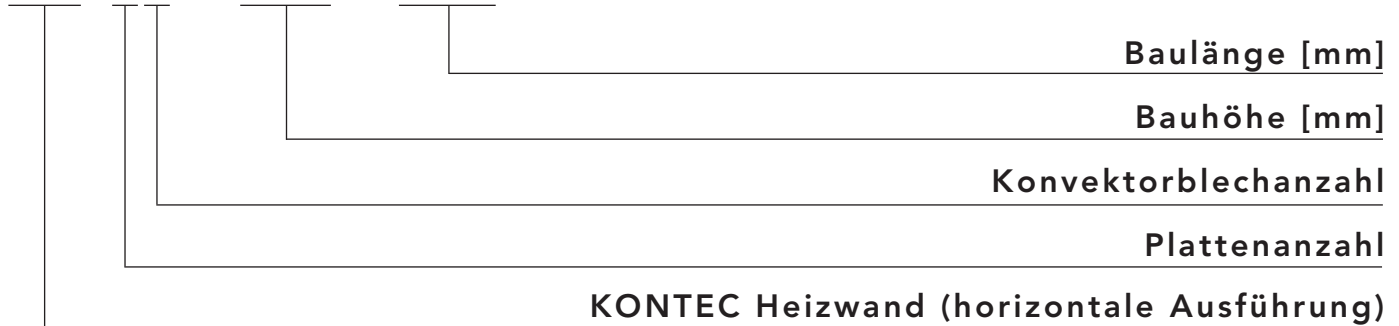 Baulänge [mm]
Bauhöhe [mm]
Konvektorblechanzahl
Plattenanzahl
KONTEC Heizwand (horizontale Ausführung)